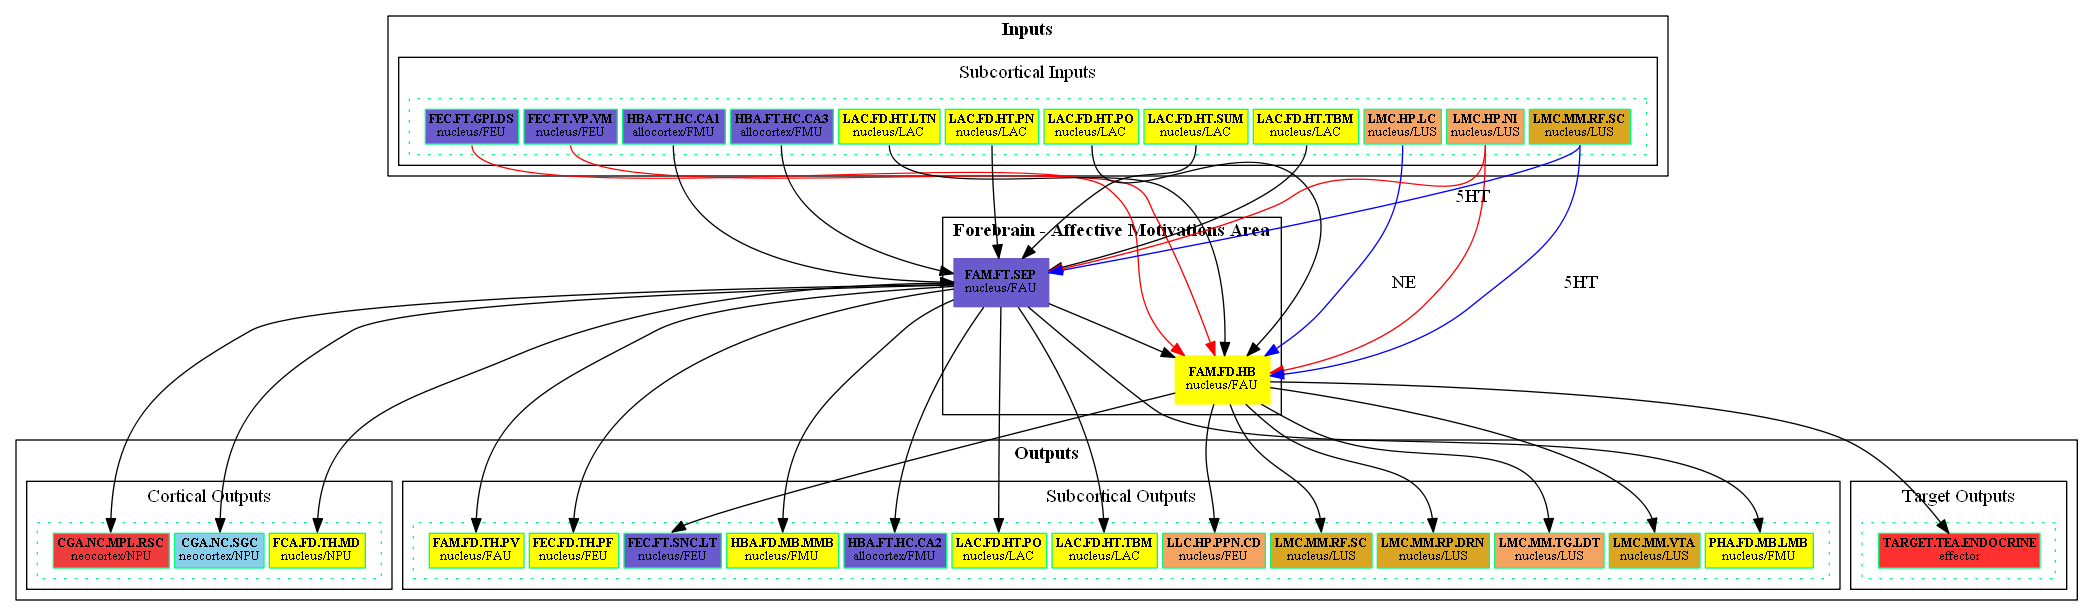 Inputs
Subcortical Inputs
FEC.FT.GPI.DS
nucleus/FEU
FEC.FT.VP.VM
nucleus/FEU
HBA.FT.HC.CA1
allocortex/FMU
HBA.FT.HC.CA3
allocortex/FMU
LAC.FD.HT.LTN
nucleus/LAC
LAC.FD.HT.PN
nucleus/LAC
LAC.FD.HT.PO
nucleus/LAC
LAC.FD.HT.SUM
nucleus/LAC
LAC.FD.HT.TBM
nucleus/LAC
LMC.HP.LC
nucleus/LUS
LMC.HP.NI
nucleus/LUS
LMC.MM.RF.SC
nucleus/LUS
5HT
Forebrain - Affective Motivations Area
FAM.FT.SEP
nucleus/FAU
NE
5HT
FAM.FD.HB
nucleus/FAU
Outputs
Cortical Outputs
CGA.NC.MPL.RSC
neocortex/NPU
CGA.NC.SGC
neocortex/NPU
FCA.FD.TH.MD
nucleus/NPU
Subcortical Outputs
FAM.FD.TH.PV
nucleus/FAU
FEC.FD.TH.PF
nucleus/FEU
FEC.FT.SNC.LT
nucleus/FEU
HBA.FD.MB.MMB
nucleus/FMU
HBA.FT.HC.CA2
allocortex/FMU
LAC.FD.HT.PO
nucleus/LAC
LAC.FD.HT.TBM
nucleus/LAC
LLC.HP.PPN.CD
nucleus/FEU
LMC.MM.RF.SC
nucleus/LUS
LMC.MM.RP.DRN
nucleus/LUS
LMC.MM.TG.LDT
nucleus/LUS
LMC.MM.VTA
nucleus/LUS
PHA.FD.MB.LMB
nucleus/FMU
Target Outputs
TARGET.TEA.ENDOCRINE
effector